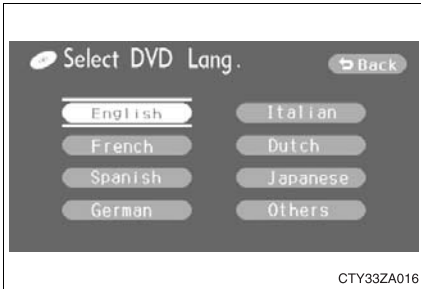 Select DVD Lang.
Back
English
Italian
French
Dutch
Spanish
Japanese
German
Others
CTY33ZA016